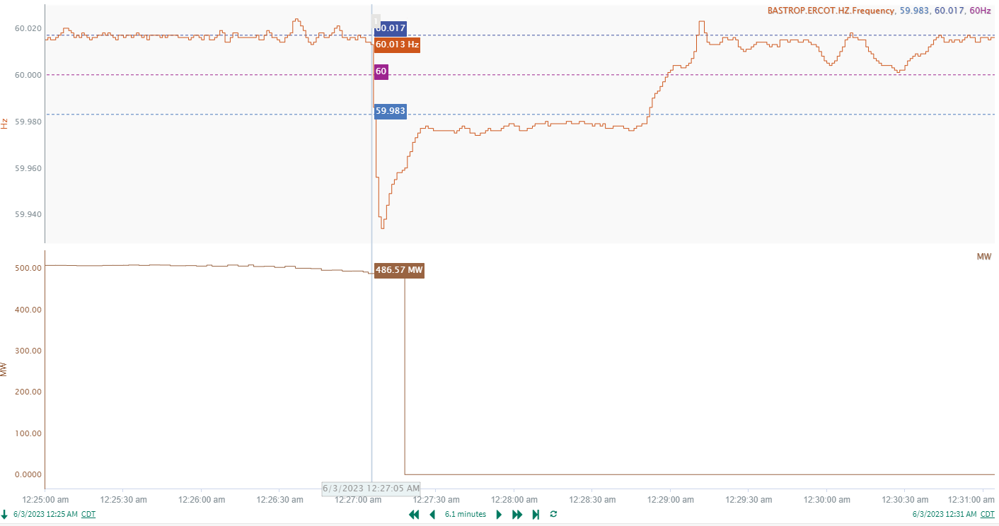 BASTROP.ERCOT.HZ.Frequency, 59.983, 60.017, 60Hz
60.020
60.017
60.013 Hz
60.000
60
59.983
59.980
Hz
59.960
59.940
MW
500.00
486.57 MW
400.00
300.00
MW
200.00
100.00
0.0000
6/3/2023 12:27:05 AM
12:25:00 am 12:25:30 am 12:26:00 am 12:26:30 am 12:27:00 am 12:27:30 am 12:28:00 am 12:28:30 am 12:29:00 am 12:29:30 am 12:30:00 am 12:30:30 am 12:31:00 am
6/3/2023 12:25 AM CDT 6.1 minutes 6/3/2023 12:31 AM CDT